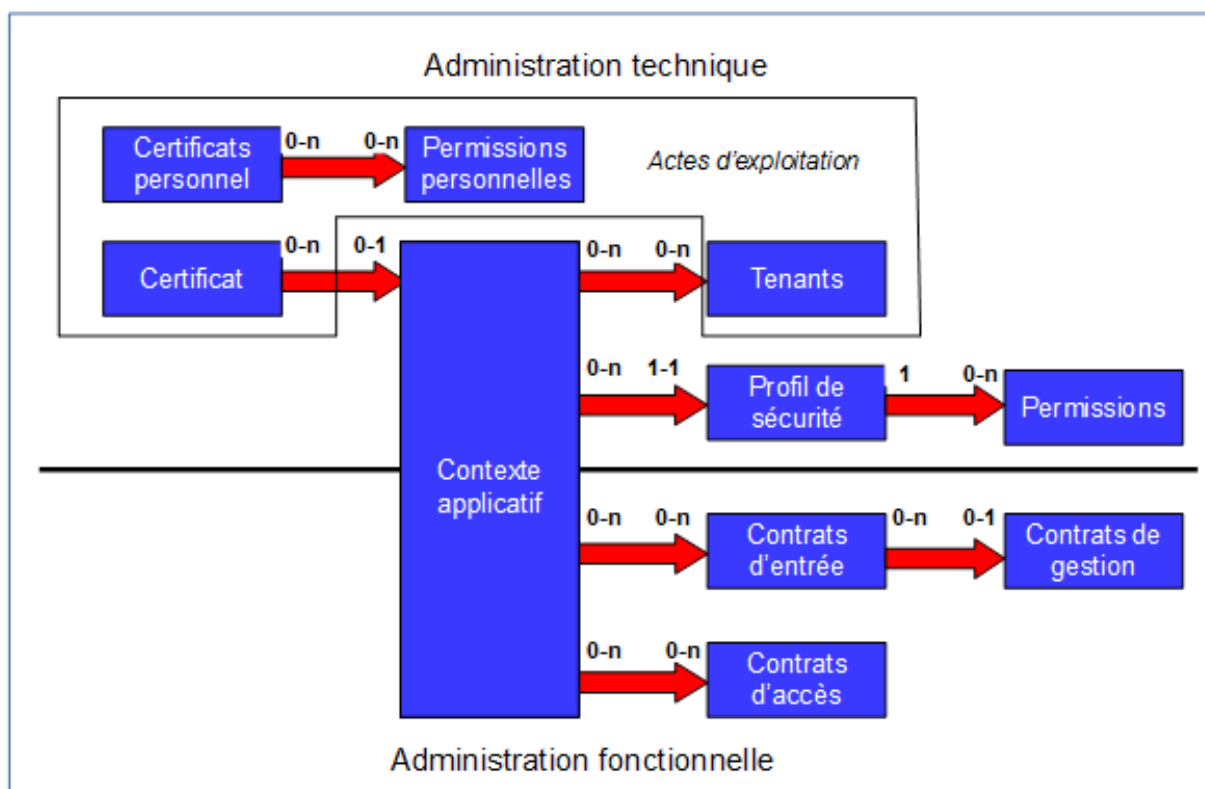 Administration technique
Certificats
personnel
0-n
0-n
Permissions
personnelles
Actes d'exploitation
Certificat
0-n
0-1
0-n
0-n
Tenants
0-n
1-1
Profil de
sécurité
1
0-n
Permissions
Contexte
applicatif
0-n
0-n
Contrats
d'entrée
0-n
0-1
Contrats de
gestion
0-n
0-n
Contrats
d'accès
Administration fonctionnelle